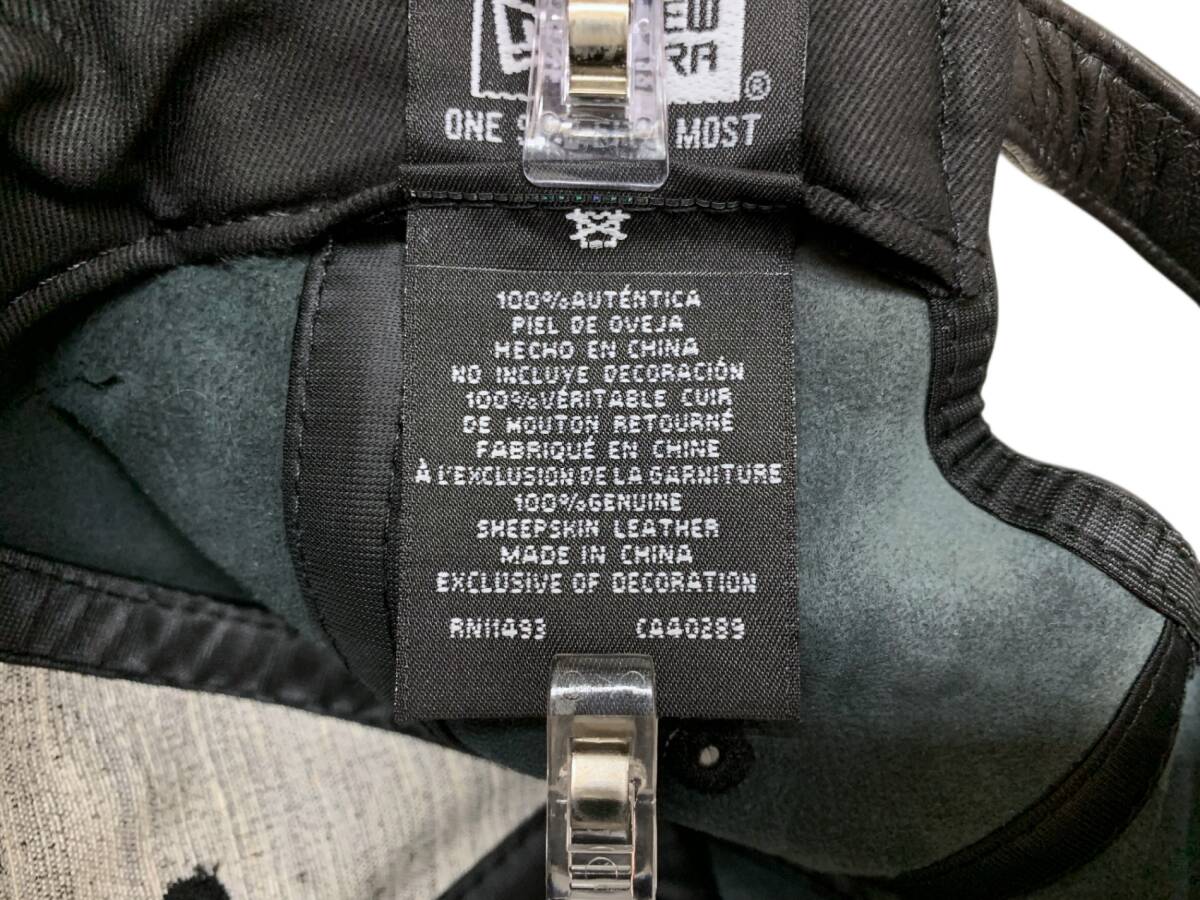 EW
RA
®
ONE S MOST
100%AUTÉNTICA
PIEL DE OVEJA
HECHO EN CHINA
NO INCLUYE DECORACIÓN
100%VÉRITABLE CUIR
DE MOUTON RETOURNÉ
FABRIQUÉ EN CHINE
À L'EXCLUSION DE LA GARNITURE
100%GENUINE
SHEEPSKIN LEATHER
MADE IN CHINA
EXCLUSIVE OF DECORATION
RN11493 CA40289